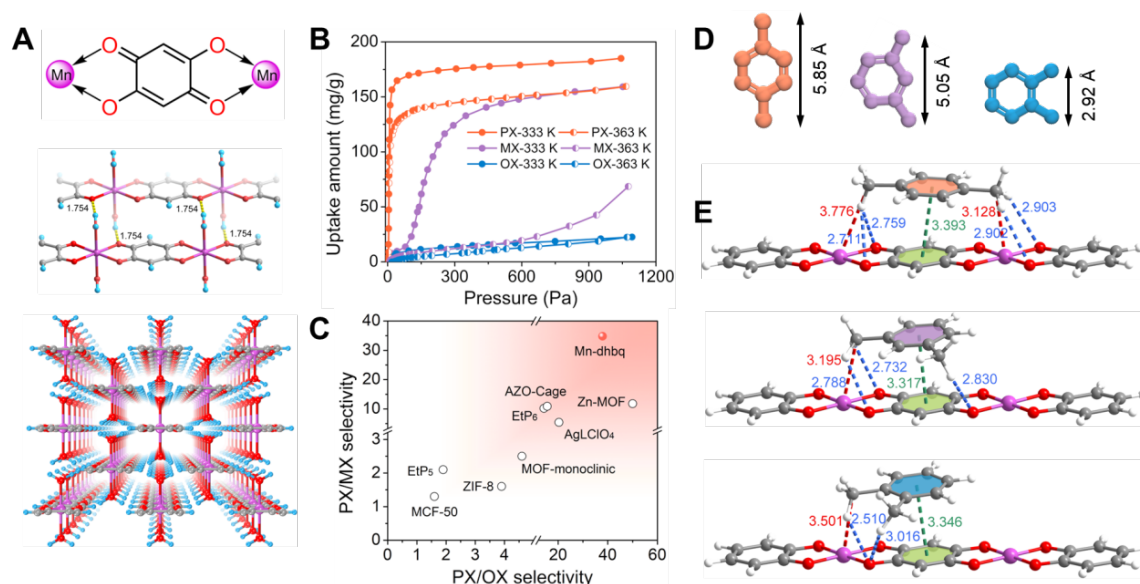 A
O
O
Mn
Mn
O
O
1.754
1.754
1.754
1.754
B
Uptake amount (mg/g)
200
150
100
50
0
PX-333 K
PX-363 K
MX-333 K
MX-363 K
OX-333 K
OX-363 K
0
300
600
900
1200
Pressure (Pa)
C
PX/MX selectivity
40
35
30
20
10
3
2
1
0
Mn-dhbq
AZO-Cage
Zn-MOF
EtP6
AgLClO4
EtP5
MOF-monoclinic
ZIF-8
MCF-50
0
2
4
20
40
60
PX/OX selectivity
D
5.85 Å
5.05 Å
2.92 Å
E
3.776
2.759
2.711
3.393
3.128
2.903
2.902
3.195
2.732
2.788
3.317
2.830
3.501
2.510
3.346
3.016